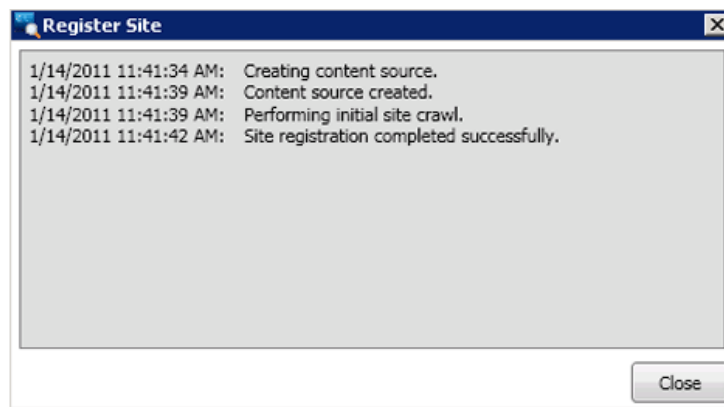 Register Site
1/14/2011 11:41:34 AM: Creating content source.
1/14/2011 11:41:39 AM: Content source created.
1/14/2011 11:41:39 AM: Performing initial site crawl.
1/14/2011 11:41:42 AM: Site registration completed successfully.
Close